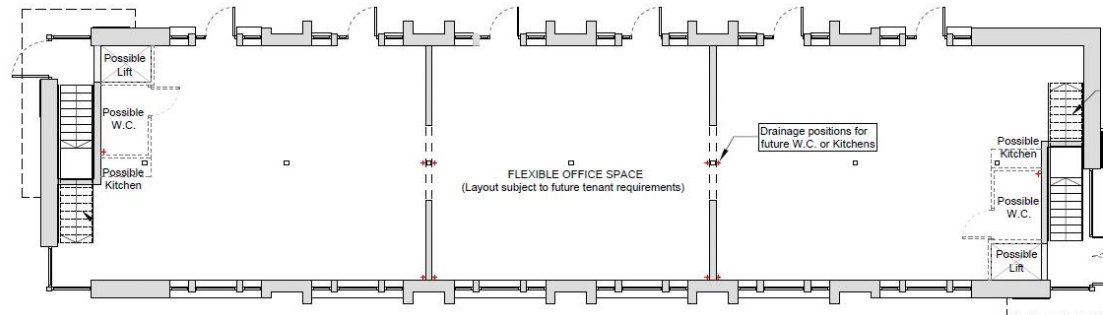 Possible
Lift
Possible
W.C.
Possible
Kitchen
FLEXIBLE OFFICE SPACE
(Layout subject to future tenant requirements)
Drainage positions for
future W.C. or Kitchens
Possible
Kitchen
Possible
W.C.
Possible
Lift